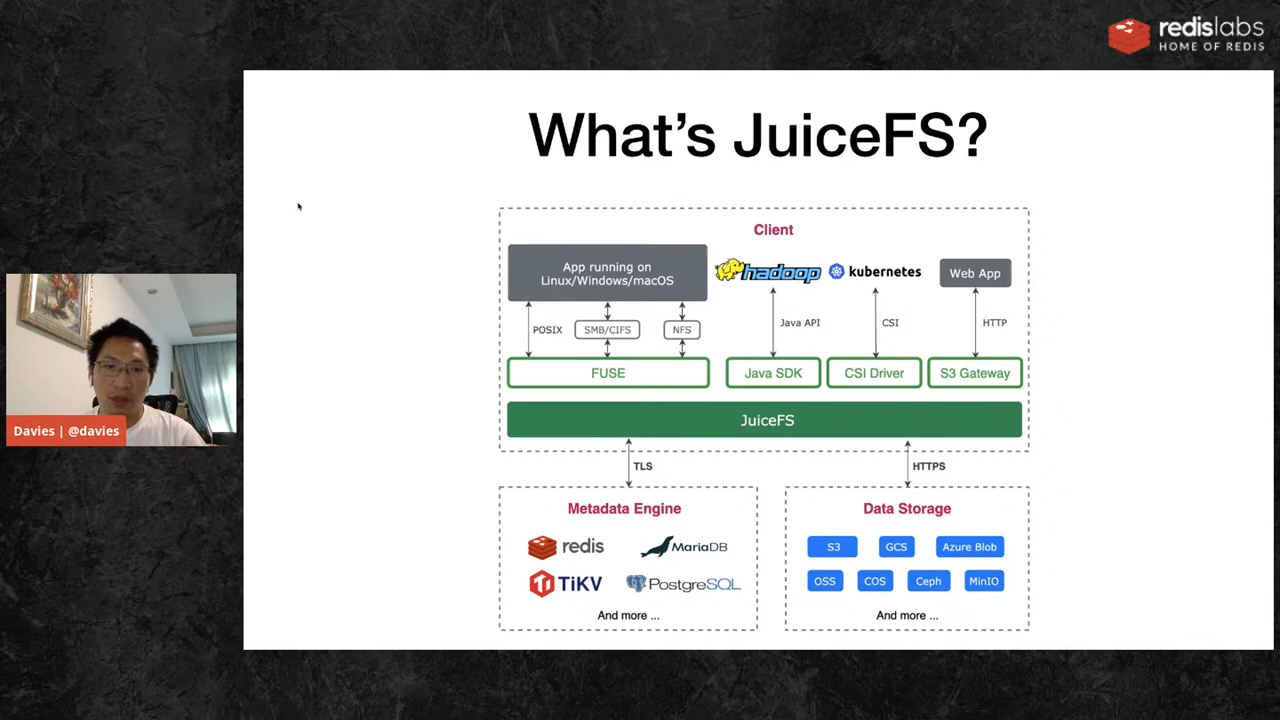 redislabs
HOME OF REDIS
What's JuiceFS?
Client
App running on
Linux/Windows/macOS
hadoop
kubernetes
Web App
POSIX
SMB/CIFS
NFS
Java API
CSI
HTTP
FUSE
Java SDK
CSI Driver
S3 Gateway
JuiceFS
TLS
HTTPS
Metadata Engine
redis
MariaDB
TiKV
PostgreSQL
And more ...
Data Storage
S3
GCS
Azure Blob
OSS
COS
Ceph
MinIO
And more ...
Davies | @davies